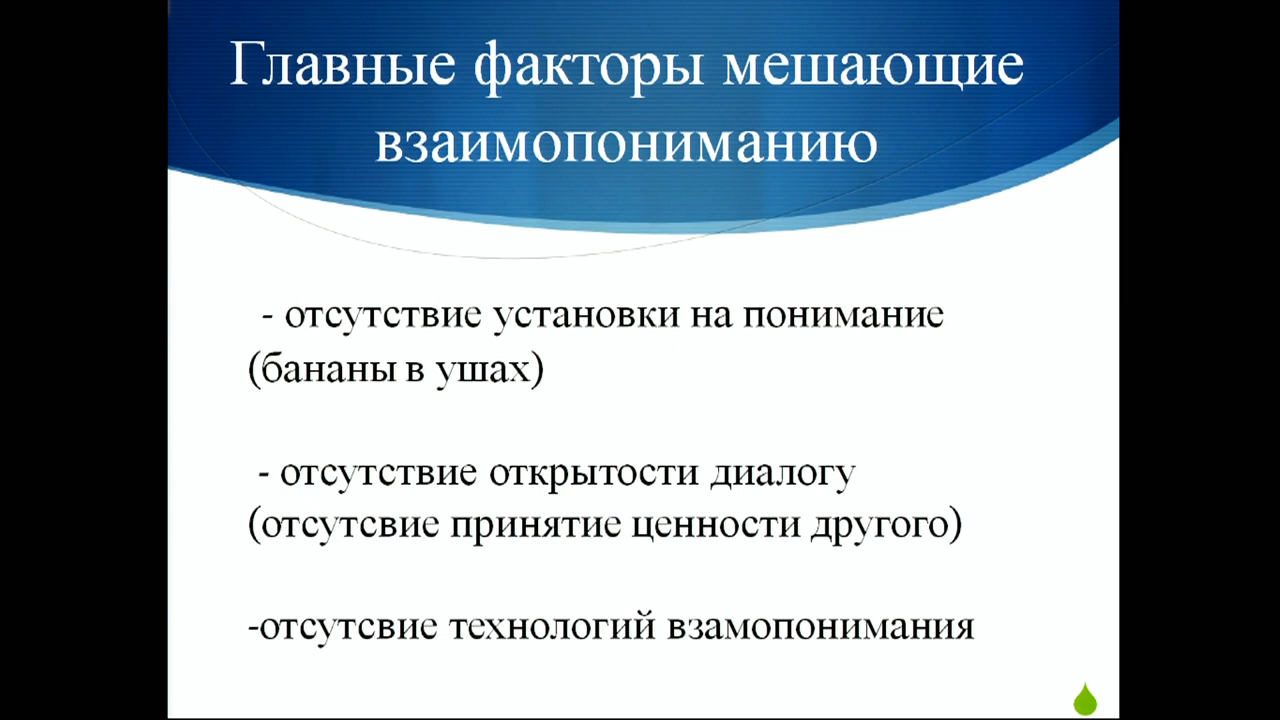 Главные факторы мешающие
взаимопониманию
- отсутствие установки на понимание
(бананы в ушах)
- отсутствие открытости диалогу
(отсутсвие принятие ценности другого)
-отсутсвие технологий взамопонимания